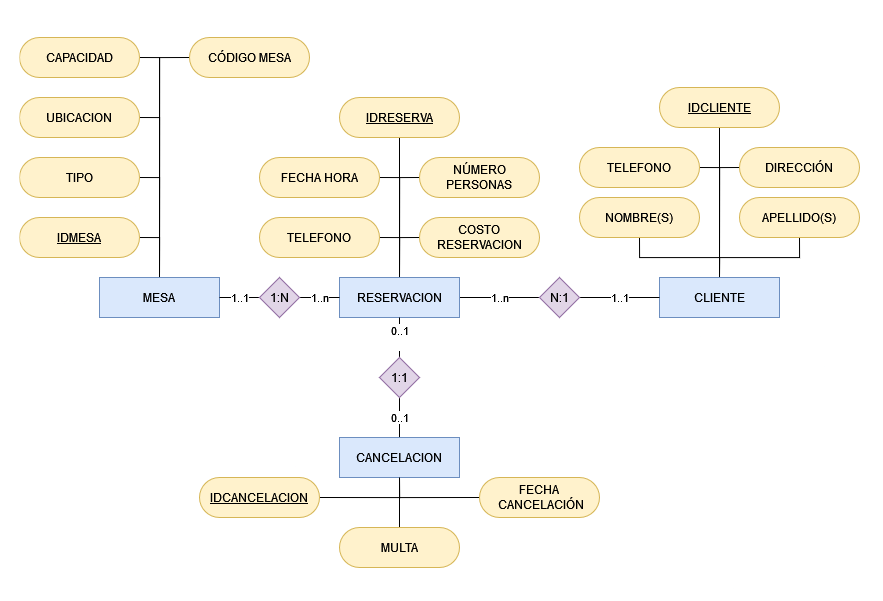 CAPACIDAD
CÓDIGO MESA
UBICACION
TIPO
IDMESA
IDRESERVA
FECHA HORA
NÚMERO
PERSONAS
TELEFONO
COSTO
RESERVACION
IDCLIENTE
TELEFONO
DIRECCIÓN
NOMBRE(S)
APELLIDO(S)
MESA
1..1
1:N
1..n
RESERVACION
1..n
N:1
1..1
CLIENTE
0..1
1:1
0..1
CANCELACION
IDCANCELACION
FECHA
CANCELACIÓN
MULTA